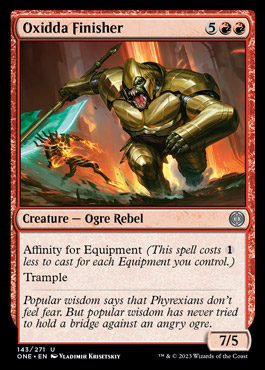 Oxidda Finisher 5
Creature — Ogre Rebel
Affinity for Equipment (This spell costs 1
less to cast for each Equipment you control.)
Trample
Popular wisdom says that Phyrexians don't
feel fear. But popular wisdom has never tried
to hold a bridge against an angry ogre.
7/5
143/271 U
ONE • EN Vladimir Krisetskiy
™ & © 2023 Wizards of the Coast